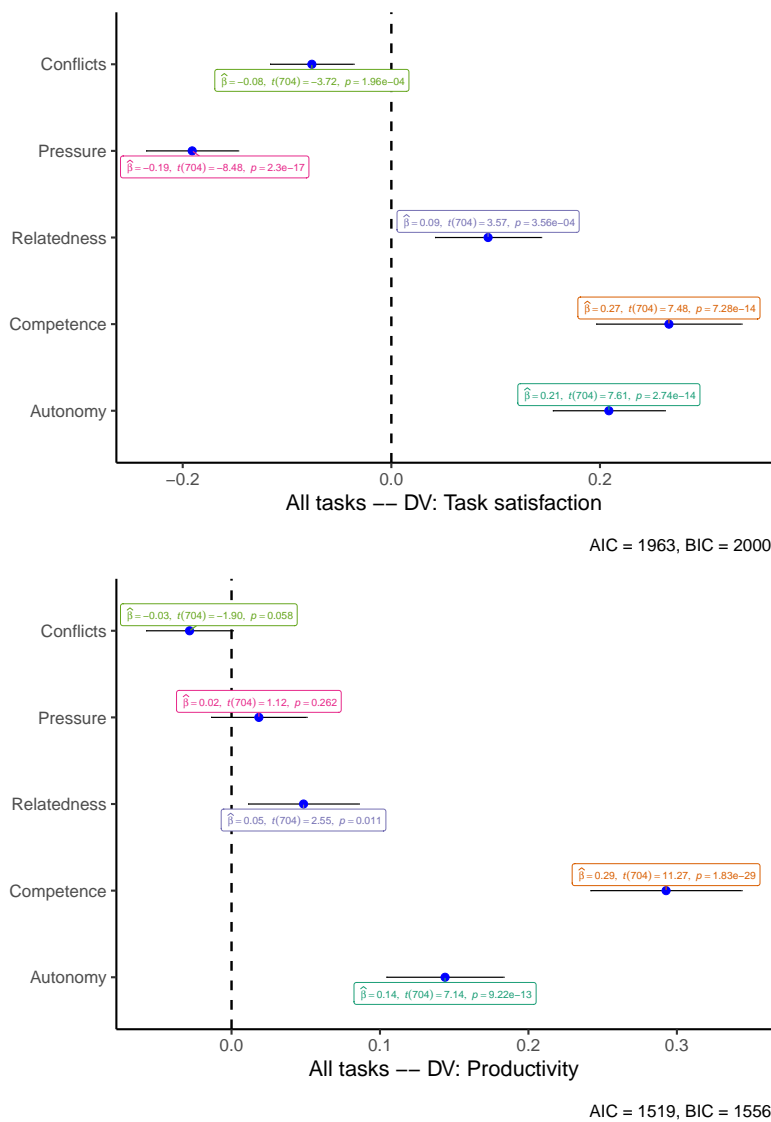 Conflicts
β̂ = −0.08, t(704) = −3.72, p = 1.96e−04
Pressure
β̂ = −0.19, t(704) = −8.48, p = 2.3e−17
Relatedness
β̂ = 0.09, t(704) = 3.57, p = 3.56e−04
Competence
β̂ = 0.27, t(704) = 7.48, p = 7.28e−14
Autonomy
β̂ = 0.21, t(704) = 7.61, p = 2.74e−14
−0.2 0.0 0.2
All tasks −− DV: Task satisfaction
AIC = 1963, BIC = 2000
Conflicts
β̂ = −0.03, t(704) = −1.90, p = 0.058
Pressure
β̂ = 0.02, t(704) = 1.12, p = 0.262
Relatedness
β̂ = 0.05, t(704) = 2.55, p = 0.011
Competence
β̂ = 0.29, t(704) = 11.27, p = 1.83e−29
Autonomy
β̂ = 0.14, t(704) = 7.14, p = 9.22e−13
0.0 0.1 0.2 0.3
All tasks −− DV: Productivity
AIC = 1519, BIC = 1556